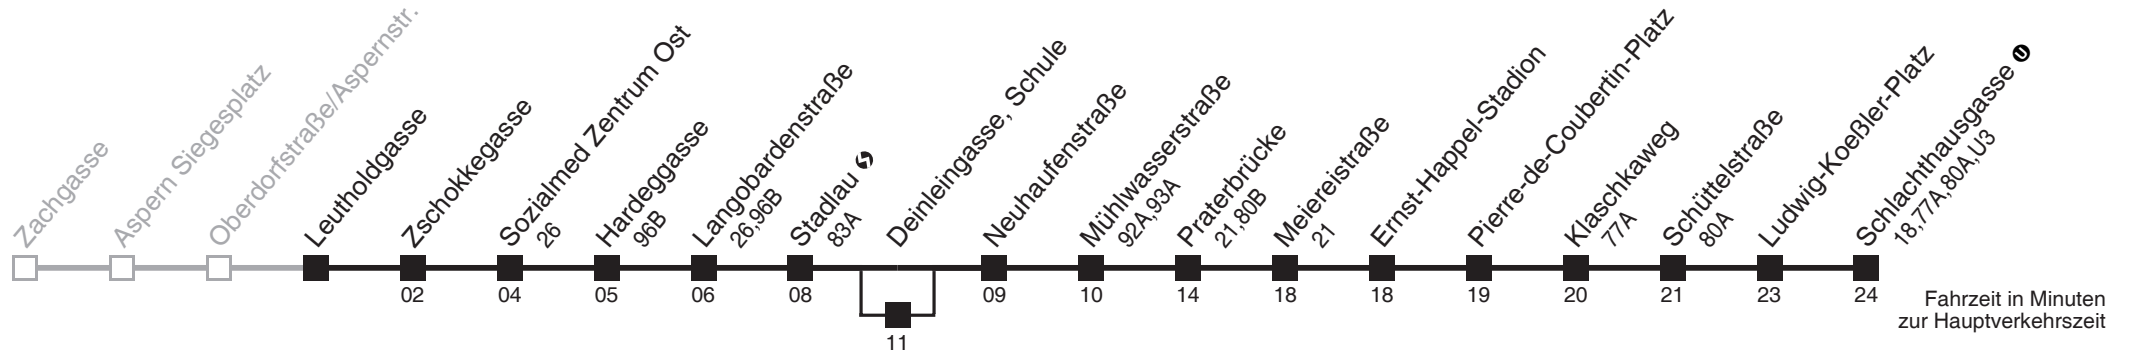 Zachgasse
Aspern Siegesplatz
Oberdorfstraße/Aspernstr.
Leutholdgasse
Zschokkegasse
02
Sozialmed Zentrum Ost
26
04
Hardeggasse
96B
05
Langobardenstraße
26,96B
06
Stadlau
83A
08
Deinleingasse, Schule
11
Neuhaufenstraße
09
Mühlwasserstraße
92A,93A
10
Praterbrücke
21,80B
14
Meiereistraße
21
18
Ernst-Happel-Stadion
18
Pierre-de-Coubertin-Platz
19
Klaschkaweg
77A
20
Schüttelstraße
80A
21
Ludwig-Koeßler-Platz
23
Schlachthausgasse U
18,77A,80A,U3
24
Fahrzeit in Minuten
zur Hauptverkehrszeit